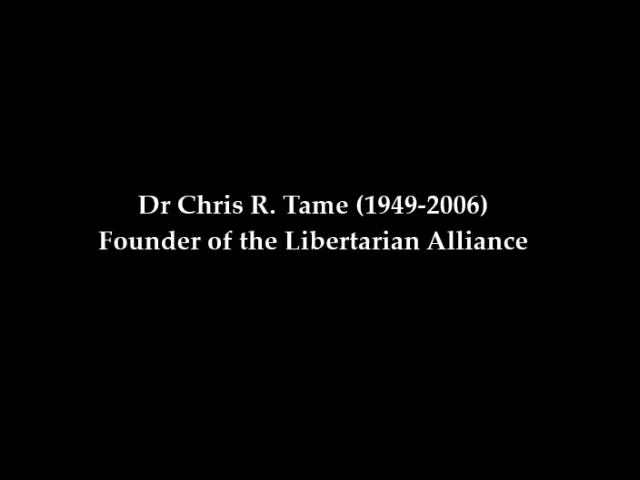 Dr Chris R. Tame (1949-2006)
Founder of the Libertarian Alliance